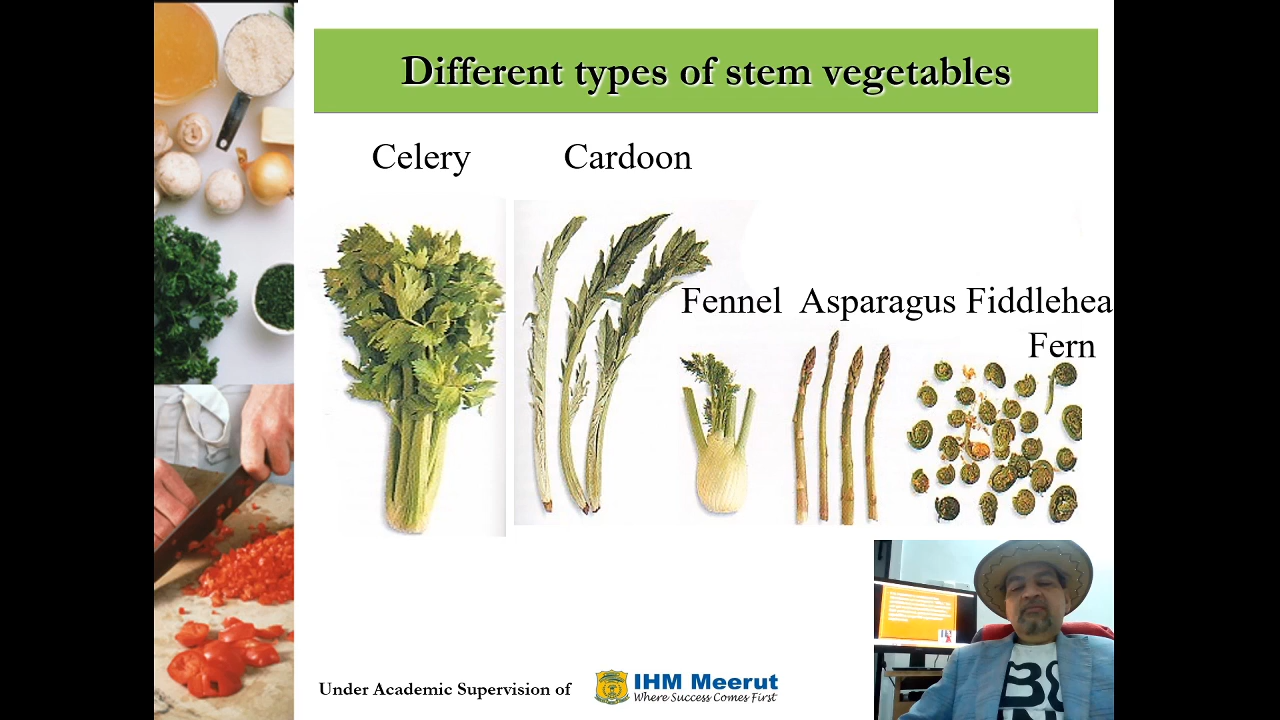 Different types of stem vegetables
Celery
Cardoon
Fennel
Asparagus
Fiddlehea
Fern
Under Academic Supervision of
IHM Meerut
Where Success Comes First